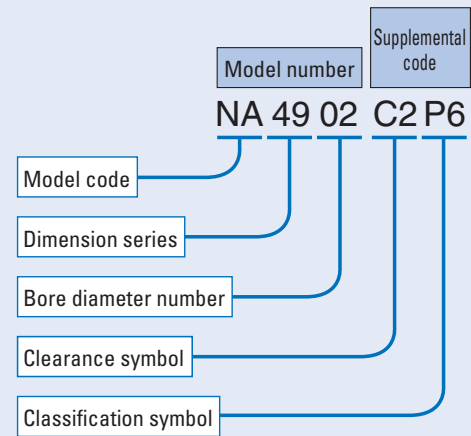 Supplemental
code
Model number
NA 49 02 C2 P6
Model code
Dimension series
Bore diameter number
Clearance symbol
Classification symbol